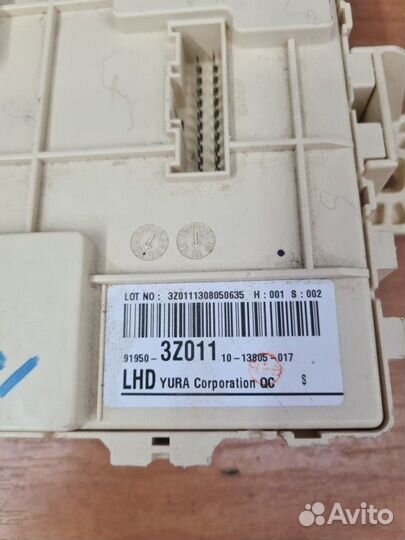 LOT NO: 3Z0111308050635 H:001 S:002
91950-3Z011 10-13805-017
LHD YURA Corporation QC S
Avito